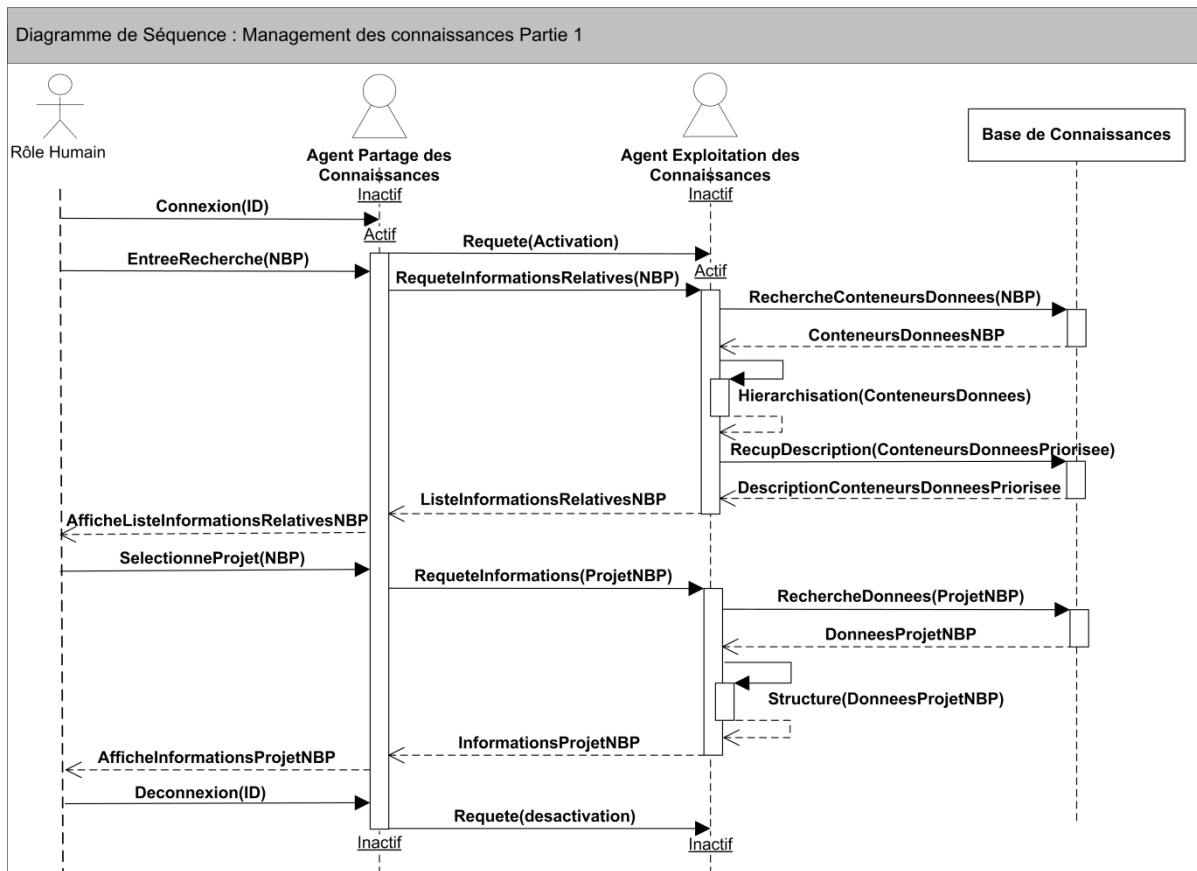 Diagramme de Séquence : Management des connaissances Partie 1
Rôle Humain
Agent Partage des
Connaissances
Inactif
Agent Exploitation des
Connaissances
Inactif
Base de Connaissances
Connexion(ID)
Actif
Requete(Activation)
EntreeRecherche(NBP)
Actif
RequeteInformationsRelatives(NBP)
RechercheConteneursDonnees(NBP)
ConteneursDonneesNBP
Hierarchisation(ConteneursDonnees)
RecupDescription(ConteneursDonneesPriorisee)
DescriptionConteneursDonneesPriorisee
ListeInformationsRelativesNBP
AfficheListeInformationsRelativesNBP
SelectionneProjet(NBP)
RequeteInformations(ProjetNBP)
RechercheDonnees(ProjetNBP)
DonneesProjetNBP
Structure(DonneesProjetNBP)
InformationsProjetNBP
AfficheInformationsProjetNBP
Deconnexion(ID)
Requete(desactivation)
Inactif
Inactif